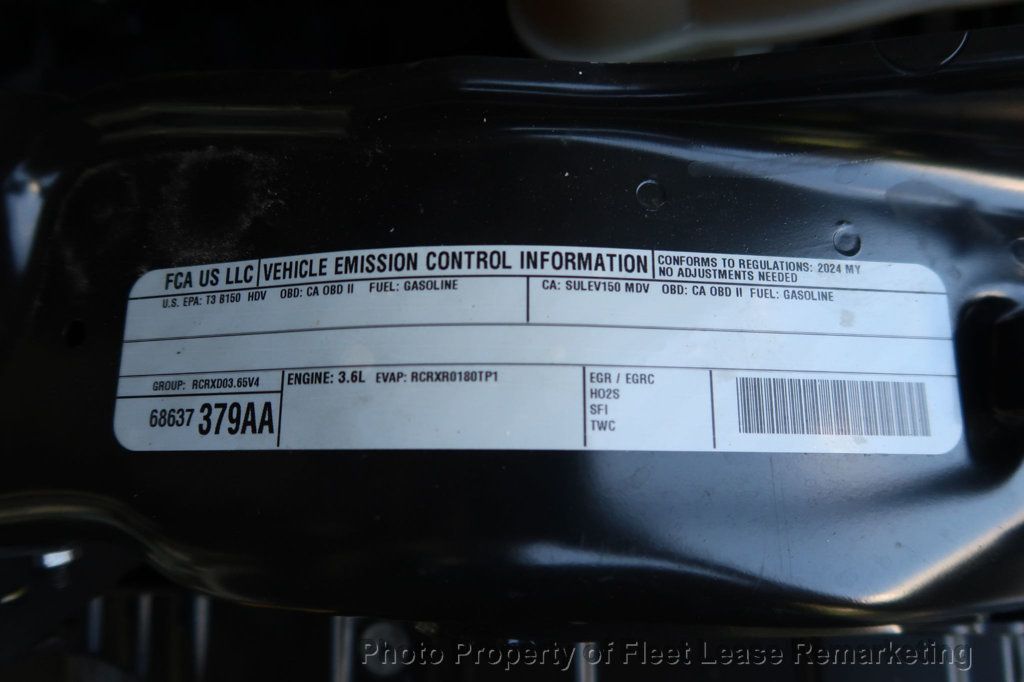 FCA US LLC VEHICLE EMISSION CONTROL INFORMATION CONFORMS TO REGULATIONS: 2024 MY
NO ADJUSTMENTS NEEDED
U.S. EPA: T3 B150 HDV OBD: CA OBD II FUEL: GASOLINE CA: SULEV150 MDV OBD: CA OBD II FUEL: GASOLINE
GROUP: RCRXD03.65V4
68637 379AA
ENGINE: 3.6L EVAP: RCRXR0180TP1
EGR / EGRC
HO2S
SFI
TWC
Photo Property of Fleet Lease Remarketing